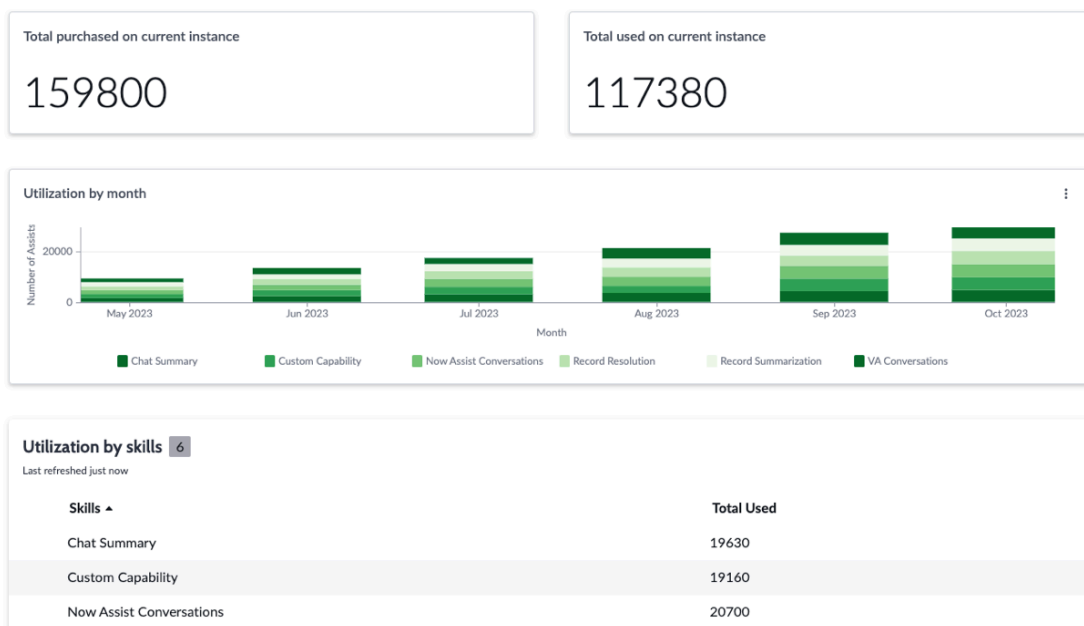 Total purchased on current instance
159800
Total used on current instance
117380
Utilization by month
Number of Assists
20000
0
May 2023
Jun 2023
Jul 2023
Aug 2023
Sep 2023
Oct 2023
Month
Chat Summary
Custom Capability
Now Assist Conversations
Record Resolution
Record Summarization
VA Conversations
Utilization by skills 6
Last refreshed just now
Skills Total Used
Chat Summary 19630
Custom Capability 19160
Now Assist Conversations 20700